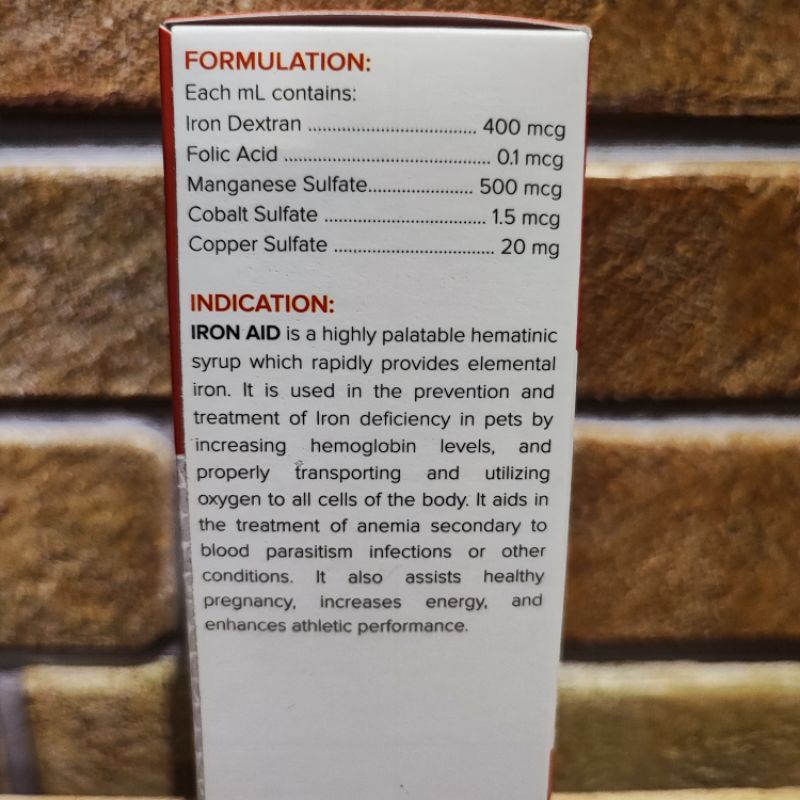 FORMULATION:
Each mL contains:
Iron Dextran ........................................ 400 mcg
Folic Acid ................................................ 0.1 mcg
Manganese Sulfate......................... 500 mcg
Cobalt Sulfate ...................................... 1.5 mcg
Copper Sulfate ..................................... 20 mg
INDICATION:
IRON AID is a highly palatable hematinic
syrup which rapidly provides elemental
iron. It is used in the prevention and
treatment of Iron deficiency in pets by
increasing hemoglobin levels, and
properly transporting and utilizing
oxygen to all cells of the body. It aids in
the treatment of anemia secondary to
blood parasitism infections or other
conditions. It also assists healthy
pregnancy, increases energy, and
enhances athletic performance.